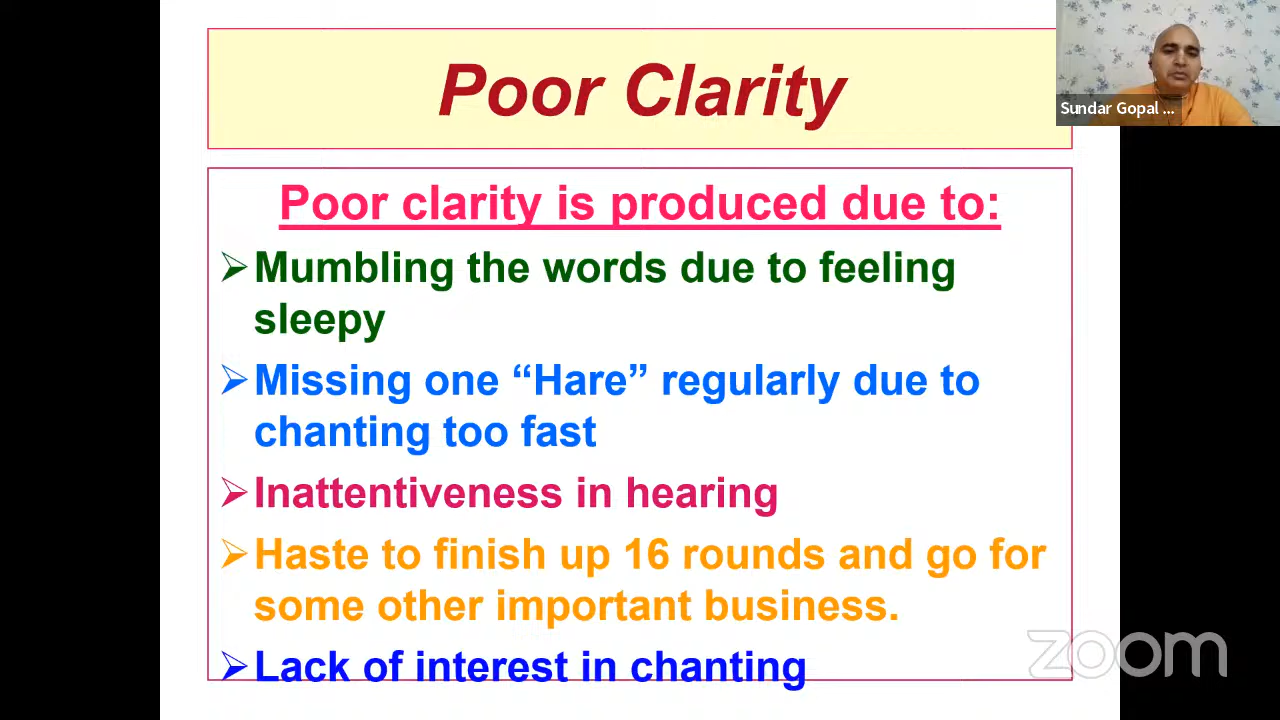 Poor Clarity
Sundar Gopal ...
Poor clarity is produced due to:
Mumbling the words due to feeling
sleepy
Missing one “Hare” regularly due to
chanting too fast
Inattentiveness in hearing
Haste to finish up 16 rounds and go for
some other important business.
Lack of interest in chanting
zoom